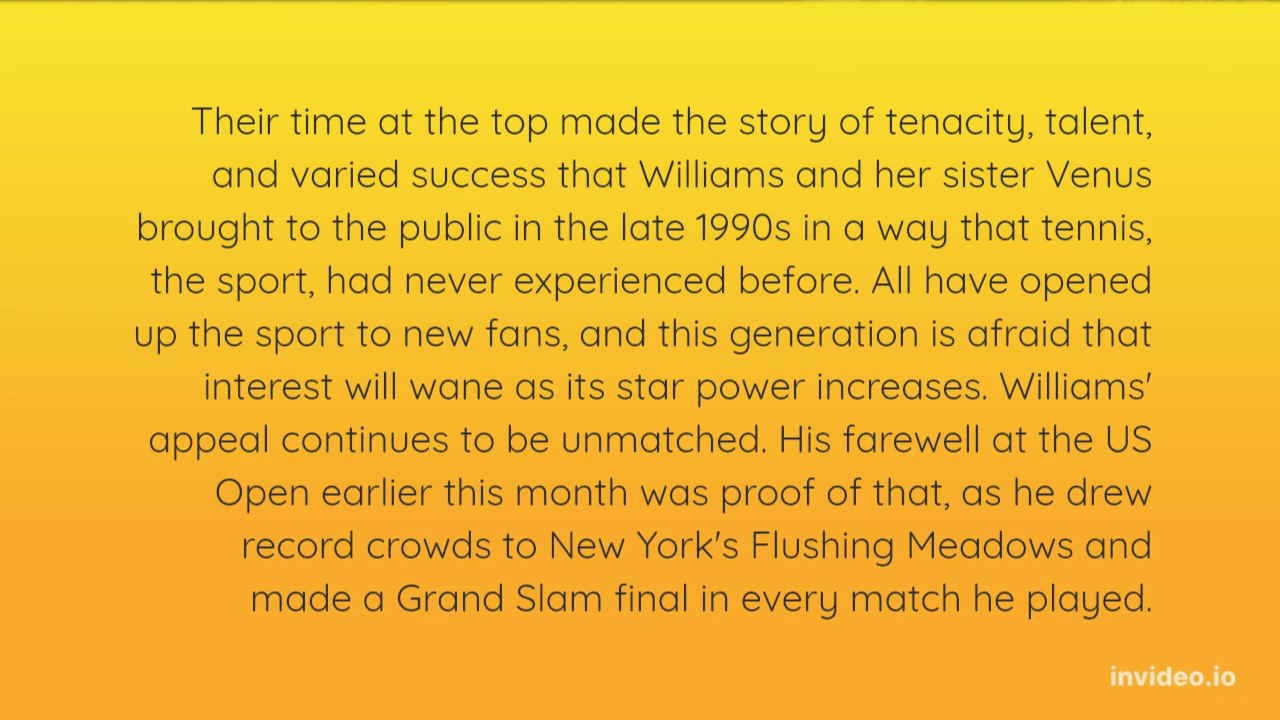 Their time at the top made the story of tenacity, talent,
and varied success that Williams and her sister Venus
brought to the public in the late 1990s in a way that tennis,
the sport, had never experienced before. All have opened
up the sport to new fans, and this generation is afraid that
interest will wane as its star power increases. Williams'
appeal continues to be unmatched. His farewell at the US
Open earlier this month was proof of that, as he drew
record crowds to New York's Flushing Meadows and
made a Grand Slam final in every match he played.
invideo.io